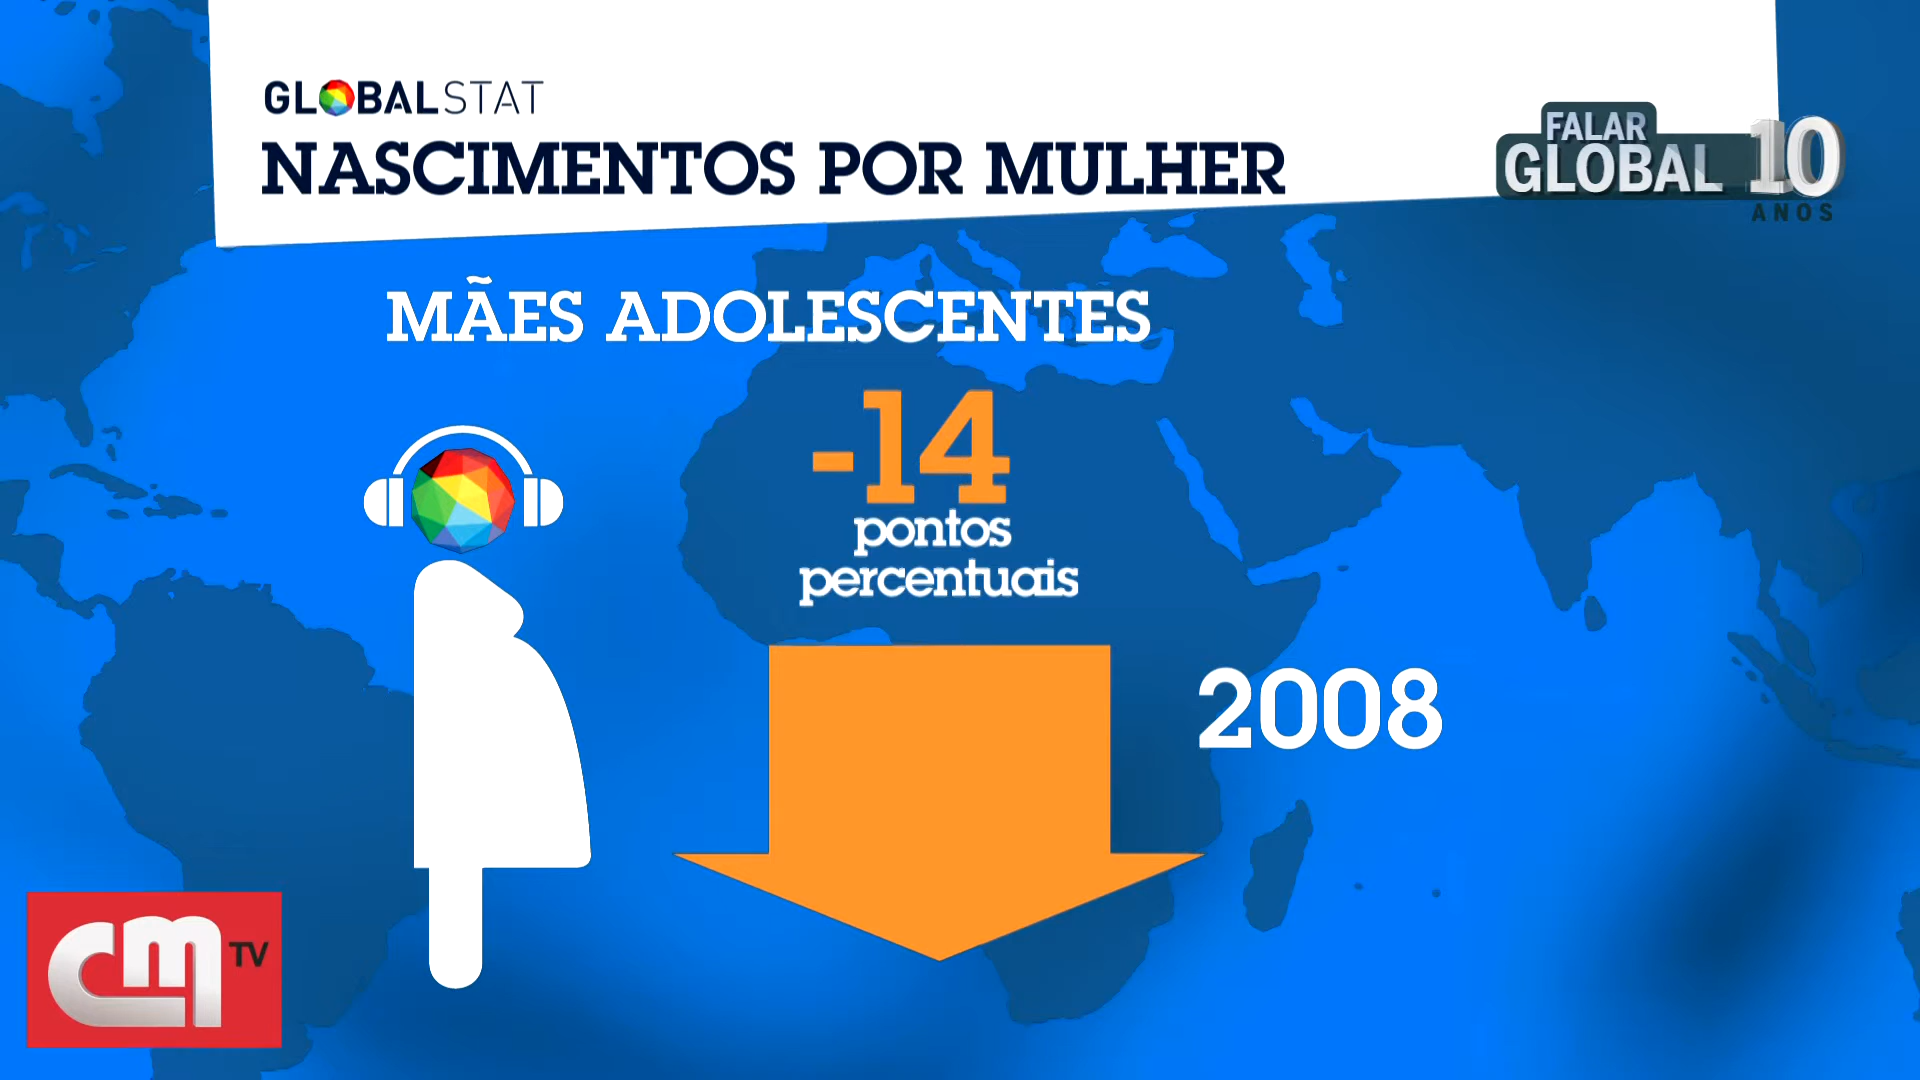 GLOBALSTAT
NASCIMENTOS POR MULHER
FALAR
GLOBAL 10
ANOS
MÃES ADOLESCENTES
-14
pontos
percentuais
2008
CM TV